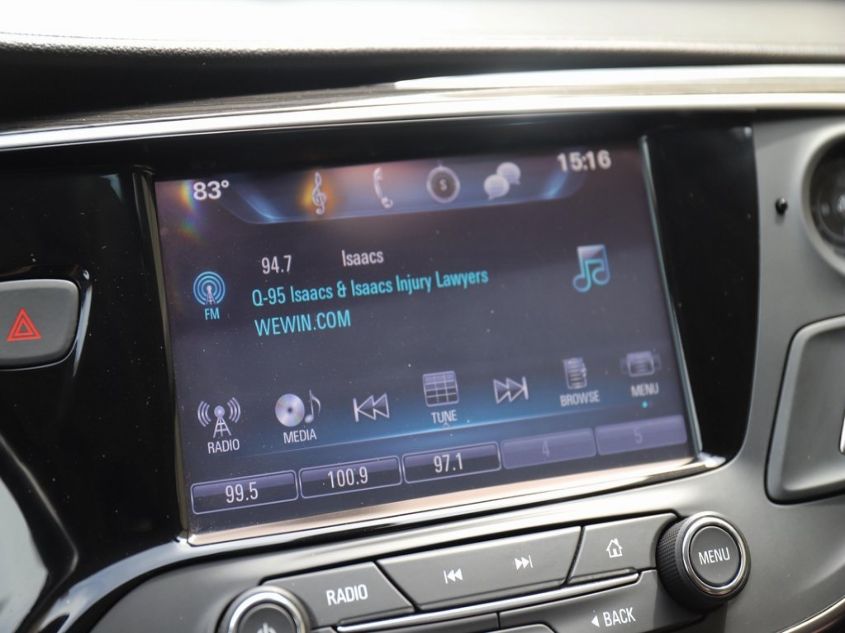 83° S 15:16
94.7 Isaacs
FM Q-95 Isaacs & Isaacs Injury Lawyers
WEWIN.COM
RADIO MEDIA TUNE BROWSE MENU
99.5 100.9 97.1 4 5
RADIO MENU
BACK